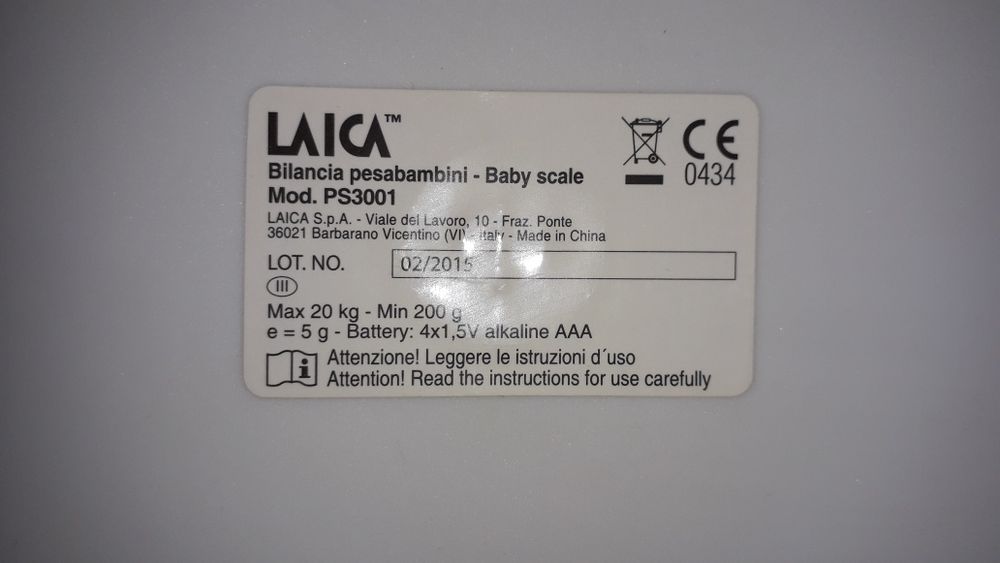 LAICA™
Bilancia pesabambini - Baby scale
Mod. PS3001
CE
0434
LAICA S.p.A. - Viale del Lavoro, 10 - Fraz. Ponte
36021 Barbarano Vicentino (VI) - Italy - Made in China
LOT. NO. 02/2015
III
Max 20 kg - Min 200 g
e = 5 g - Battery: 4x1,5V alkaline AAA
i
Attenzione! Leggere le istruzioni d´uso
Attention! Read the instructions for use carefully